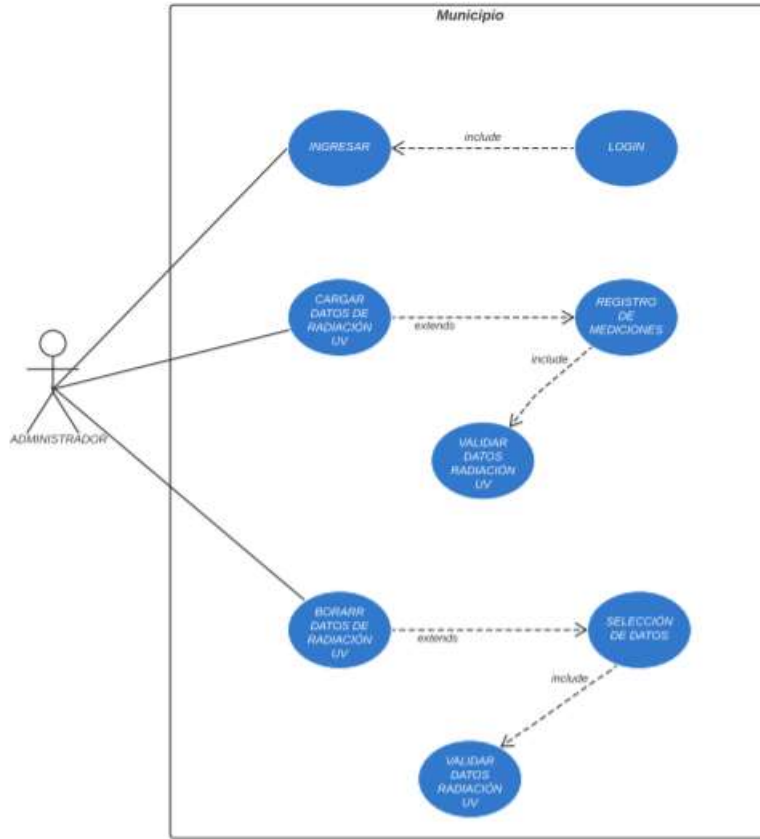 Municipio
INGRESAR
include
LOGIN
CARGAR
DATOS DE
RADIACIÓN
UV
extends
REGISTRO
DE
MEDICIONES
include
ADMINISTRADOR
VALIDAR
DATOS
RADIACIÓN
UV
BORARR
DATOS DE
RADIACIÓN
UV
extends
SELECCIÓN
DE DATOS
include
VALIDAR
DATOS
RADIACIÓN
UV